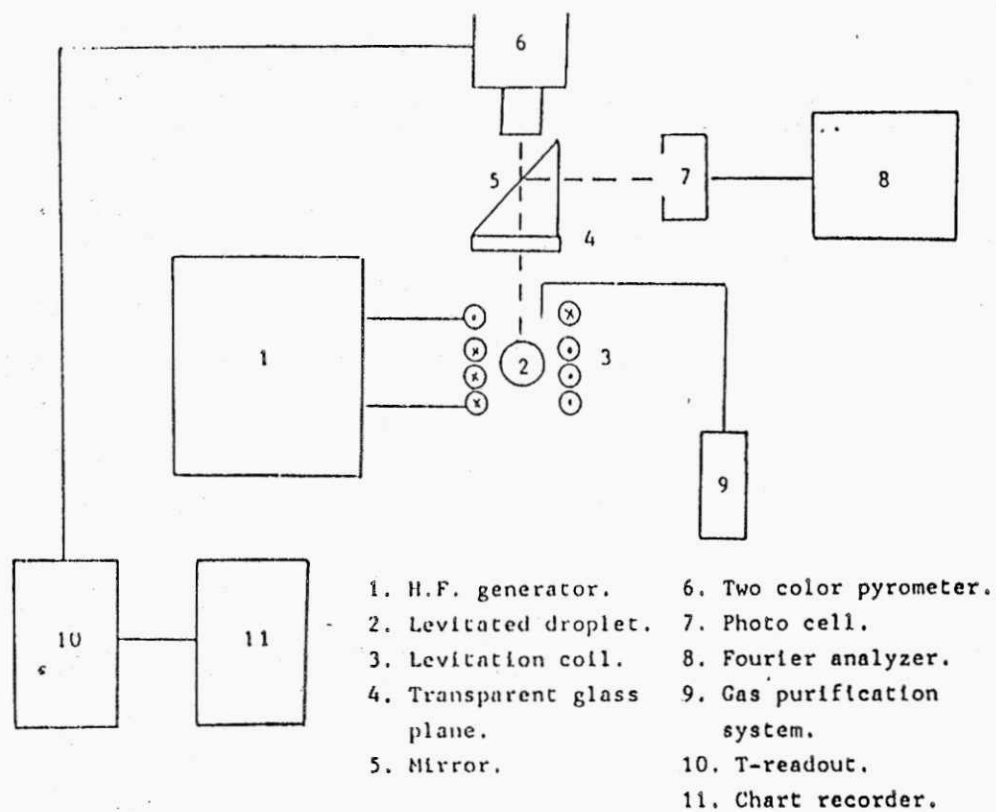 6
5
7
8
4
1
2
3
9
10
11
1. H.F. generator.
2. Levitated droplet.
3. Levitation coil.
4. Transparent glass
plane.
5. Mirror.
6. Two color pyrometer.
7. Photo cell.
8. Fourier analyzer.
9. Gas purification
system.
10. T-readout.
11. Chart recorder.